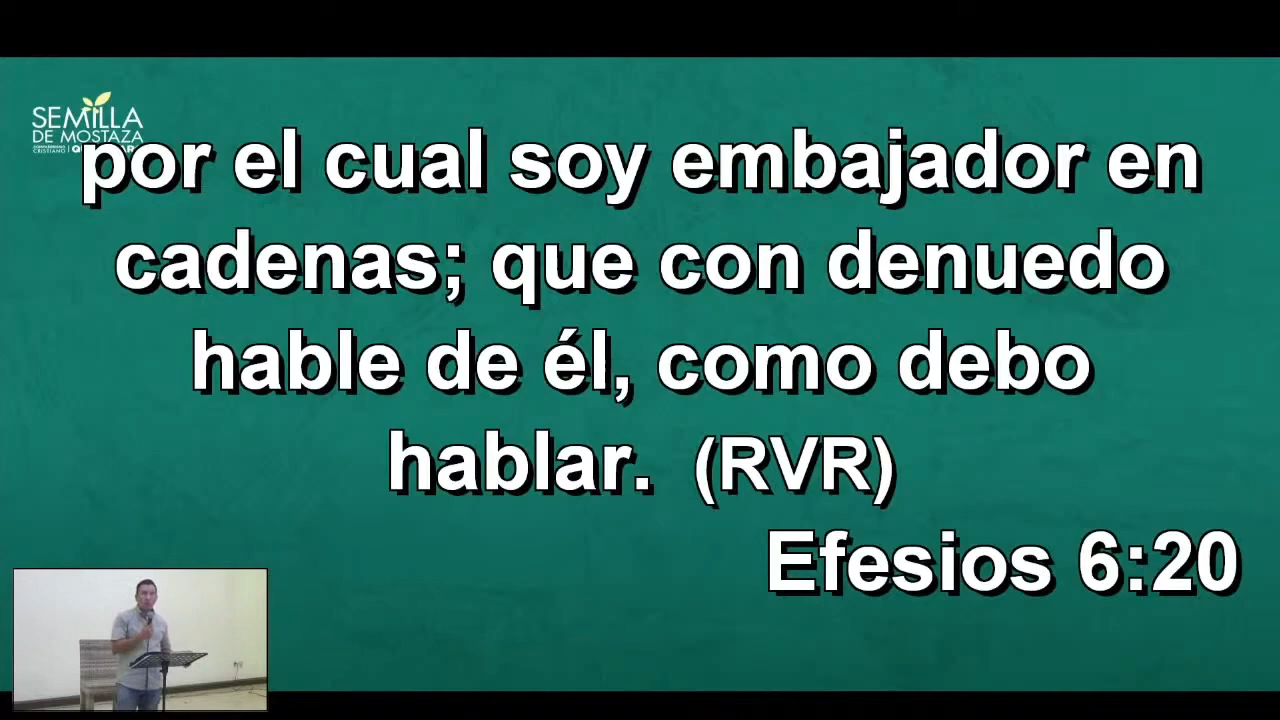 SEMILLA
DE MOSTAZA
por el cual soy embajador en
cadenas; que con denuedo
hable de él, como debo
hablar. (RVR)
Efesios 6:20